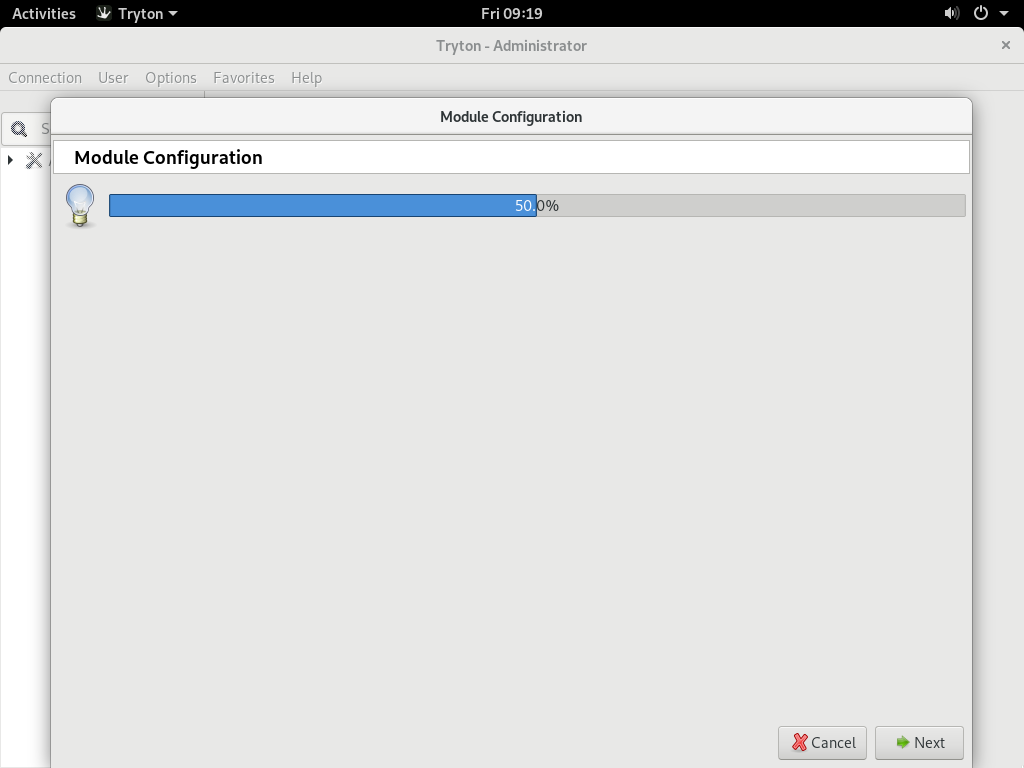 Activities Tryton Fri 09:19
Tryton - Administrator
Connection User Options Favorites Help
Module Configuration
S
Module Configuration
50.0%
Cancel Next